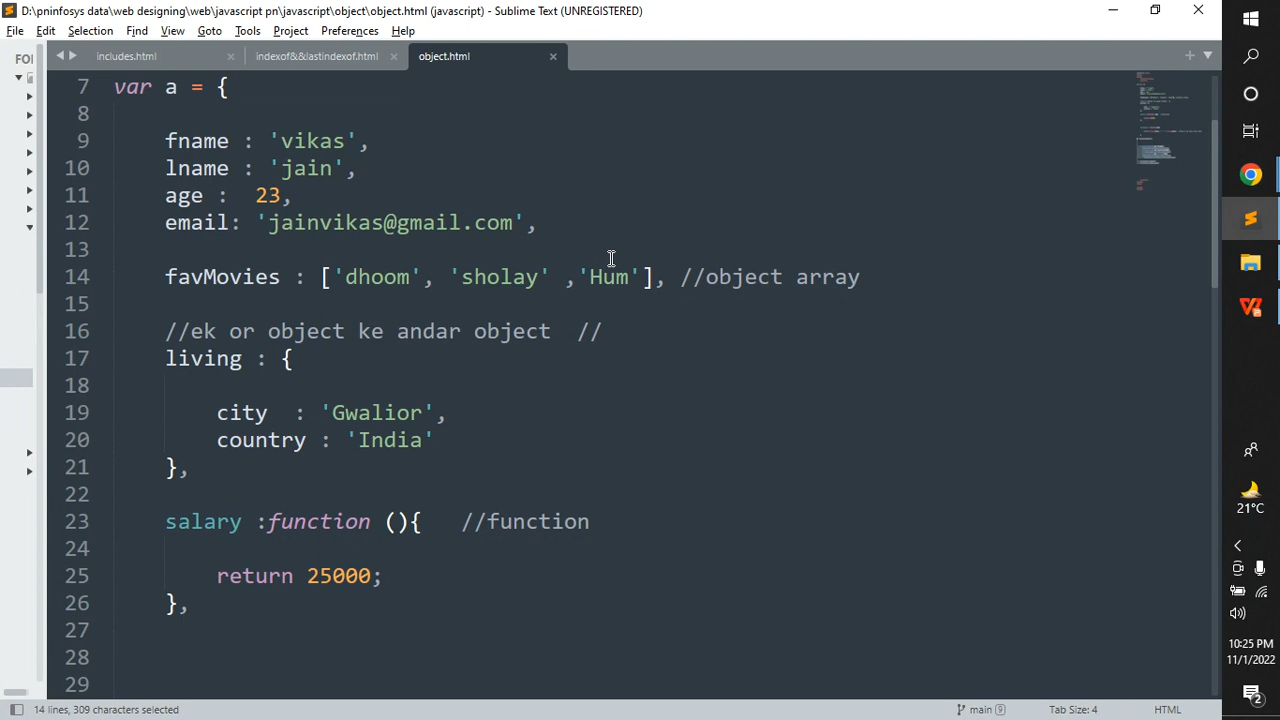 D:\pninfosys data\web designing\web\javascript pn\javascript\object\object.html (javascript) - Sublime Text (UNREGISTERED)
File Edit Selection Find View Goto Tools Project Preferences Help
FOI
includes.html
indexof&&lastindexof.html
object.html
7 var a = {
8
9 fname : 'vikas',
10 lname : 'jain',
11 age : 23,
12 email: 'jainvikas@gmail.com',
13
14 favMovies : ['dhoom', 'sholay' ,'Hum'], //object array
15
16 //ek or object ke andar object //
17 living : {
18
19 city : 'Gwalior',
20 country : 'India'
21 },
22
23 salary :function (){ //function
24
25 return 25000;
26 },
27
28
29
21°C
10:25 PM
11/1/2022
2
14 lines, 309 characters selected
main 9
Tab Size: 4
HTML